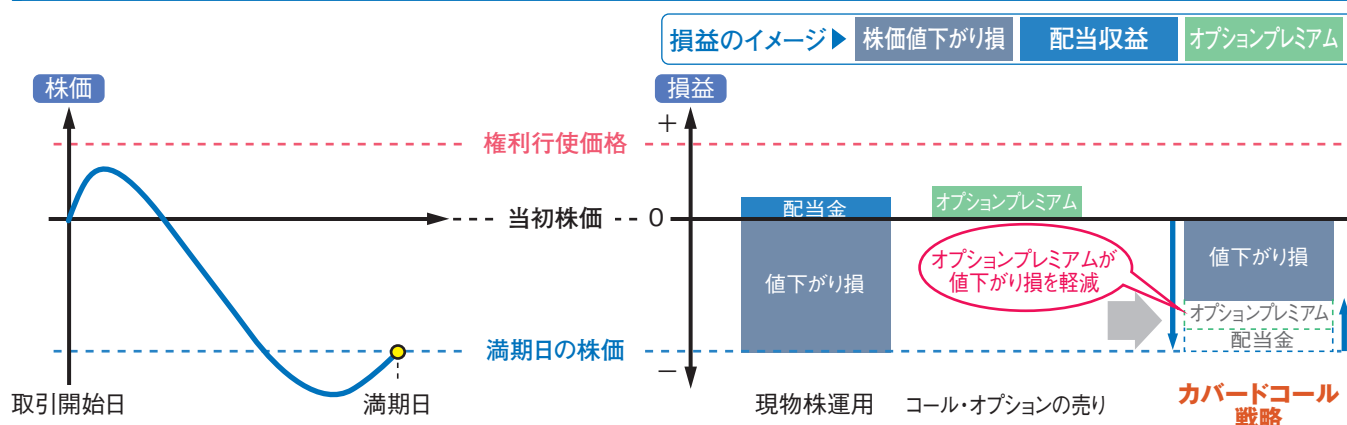 損益のイメージ▶ 株価値下がり損 配当収益 オプションプレミアム
株価
損益
+
権利行使価格
当初株価
0
配当金
オプションプレミアム
値下がり損
オプションプレミアムが
値下がり損を軽減
値下がり損
オプションプレミアム
配当金
満期日の株価
−
取引開始日
満期日
現物株運用
コール・オプションの売り
カバードコール
戦略